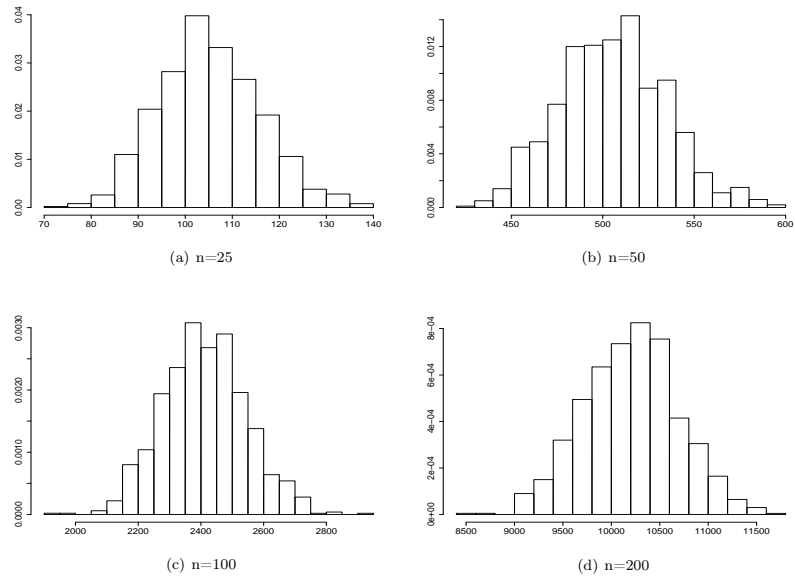 0.04
0.03
0.02
0.01
0.00
70 80 90 100 110 120 130 140
(a) n=25
0.012
0.008
0.004
0.000
450 500 550 600
(b) n=50
0.0030
0.0020
0.0010
0.0000
2000 2200 2400 2600 2800
(c) n=100
8e−04
6e−04
4e−04
2e−04
0e+00
8500 9000 9500 10000 10500 11000 11500
(d) n=200